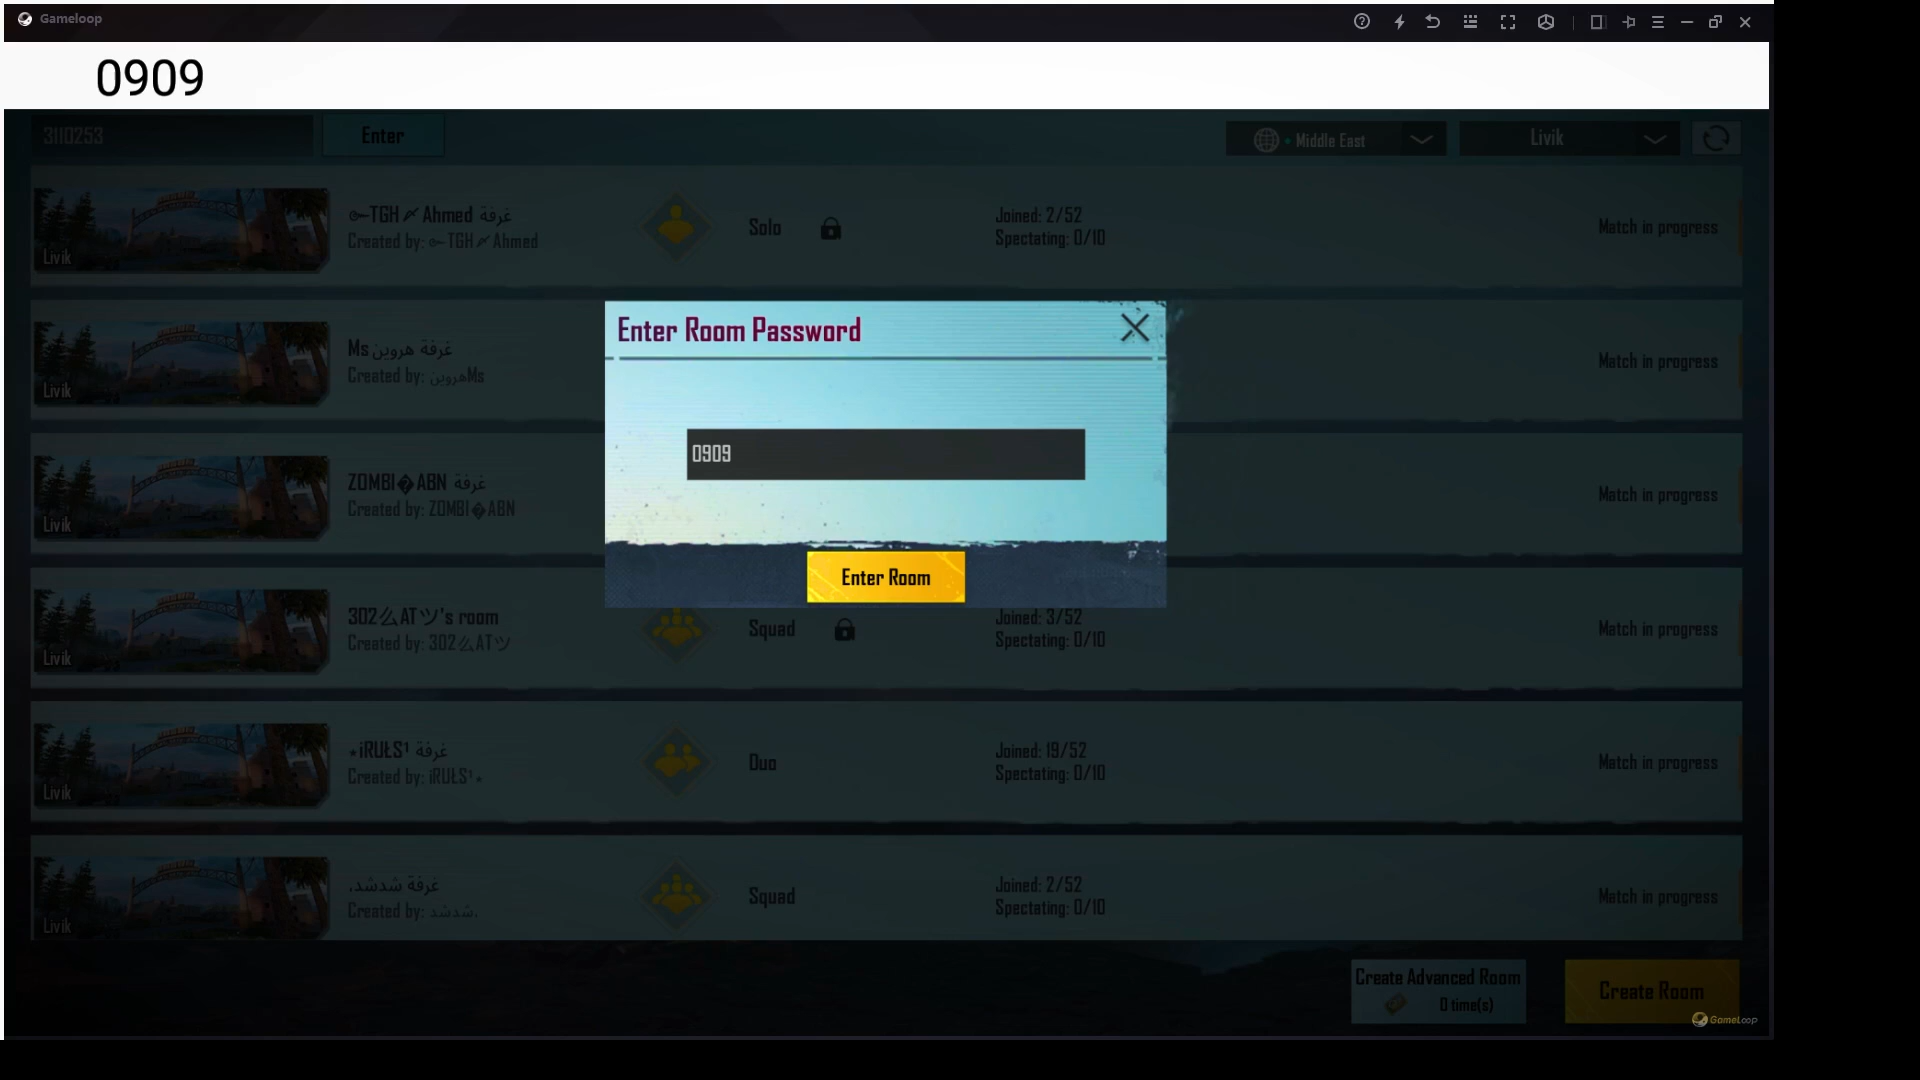 Gameloop
0909
3110253
Enter
Middle East
Livik
๛TGH〆Ahmed غرفة
Created by: ๛TGH〆Ahmed
Solo
Joined: 2/52
Spectating: 0/10
Match in progress
Livik
Ms غرفة هروين
Created by: هروينMs
Match in progress
Livik
Enter Room Password
0909
Enter Room
ZOMBI�ABN غرفة
Created by: ZOMBI�ABN
Match in progress
Livik
302么ATツ's room
Created by: 302么ATツ
Squad
Joined: 3/52
Spectating: 0/10
Match in progress
Livik
⋆iRUŁS¹ غرفة
Created by: iRUŁS¹⋆
Duo
Joined: 19/52
Spectating: 0/10
Match in progress
Livik
غرفة شدشد،
Created by: شدشد،
Squad
Joined: 2/52
Spectating: 0/10
Match in progress
Livik
Create Advanced Room
0 time(s)
Create Room
GameLoop